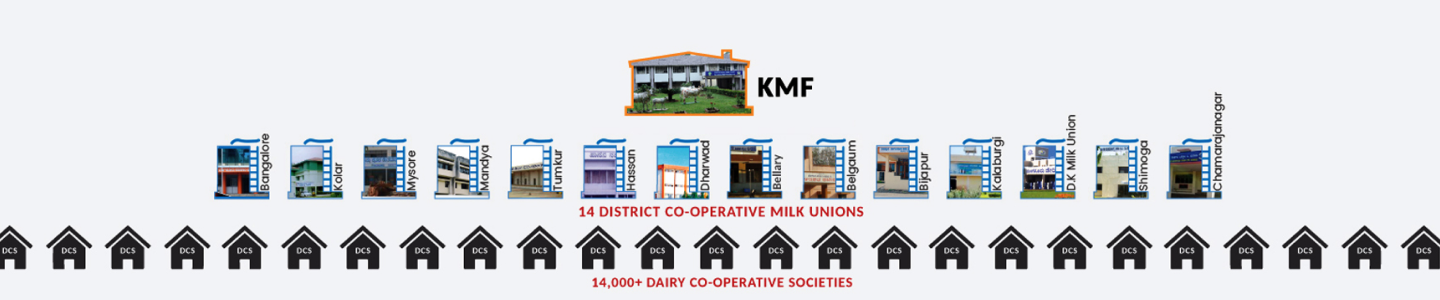 KMF
Bangalore
Kolar
Mysore
Mandya
Tumkur
Hassan
Dharwad
Bellary
Belgaum
Bijapur
Kalaburgi
D.K Milk Union
Shimoga
Chamarajanagar
14 DISTRICT CO-OPERATIVE MILK UNIONS
DCS DCS DCS DCS DCS DCS DCS DCS DCS DCS DCS DCS DCS DCS DCS DCS DCS DCS DCS DCS DCS DCS DCS DCS DCS
14,000+ DAIRY CO-OPERATIVE SOCIETIES